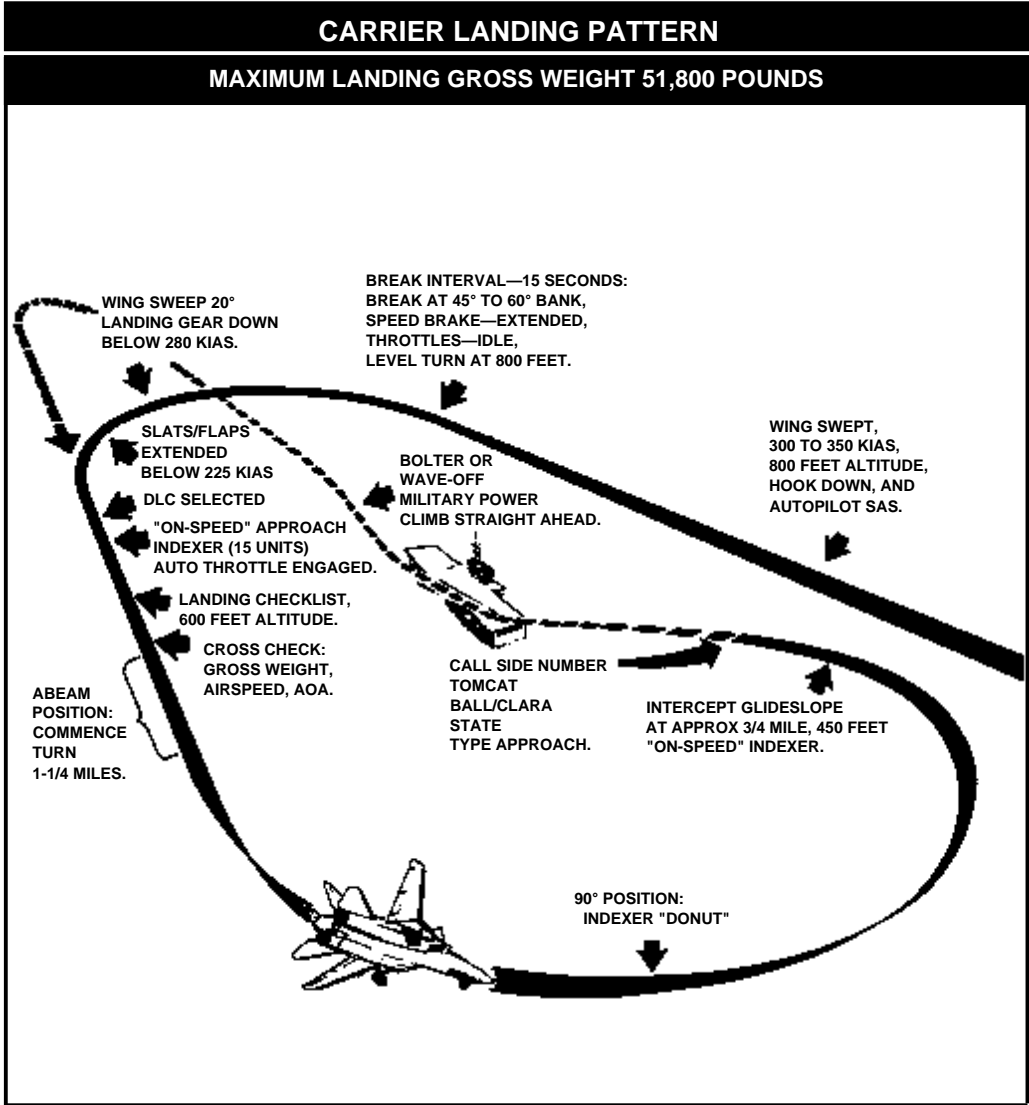 CARRIER LANDING PATTERN
MAXIMUM LANDING GROSS WEIGHT 51,800 POUNDS
BREAK INTERVAL—15 SECONDS:
BREAK AT 45° TO 60° BANK,
SPEED BRAKE—EXTENDED,
THROTTLES—IDLE,
LEVEL TURN AT 800 FEET.
WING SWEEP 20°
LANDING GEAR DOWN
BELOW 280 KIAS.
WING SWEPT,
300 TO 350 KIAS,
800 FEET ALTITUDE,
HOOK DOWN, AND
AUTOPILOT SAS.
SLATS/FLAPS
EXTENDED
BELOW 225 KIAS
BOLTER OR
WAVE-OFF
MILITARY POWER
CLIMB STRAIGHT AHEAD.
DLC SELECTED
"ON-SPEED" APPROACH
INDEXER (15 UNITS)
AUTO THROTTLE ENGAGED.
LANDING CHECKLIST,
600 FEET ALTITUDE.
CROSS CHECK:
GROSS WEIGHT,
AIRSPEED, AOA.
CALL SIDE NUMBER
TOMCAT
BALL/CLARA
STATE
TYPE APPROACH.
INTERCEPT GLIDESLOPE
AT APPROX 3/4 MILE, 450 FEET
"ON-SPEED" INDEXER.
ABEAM
POSITION:
COMMENCE
TURN
1-1/4 MILES.
90° POSITION:
INDEXER "DONUT"